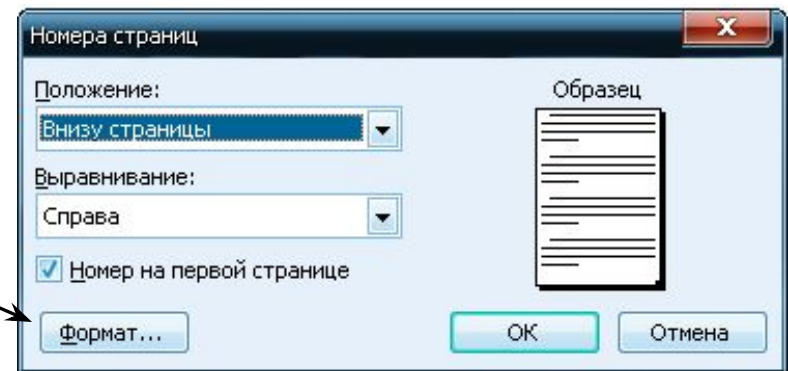 Номера страниц
Положение:
Образец
Внизу страницы
Выравнивание:
Справа
Номер на первой странице
Формат...
ОК
Отмена